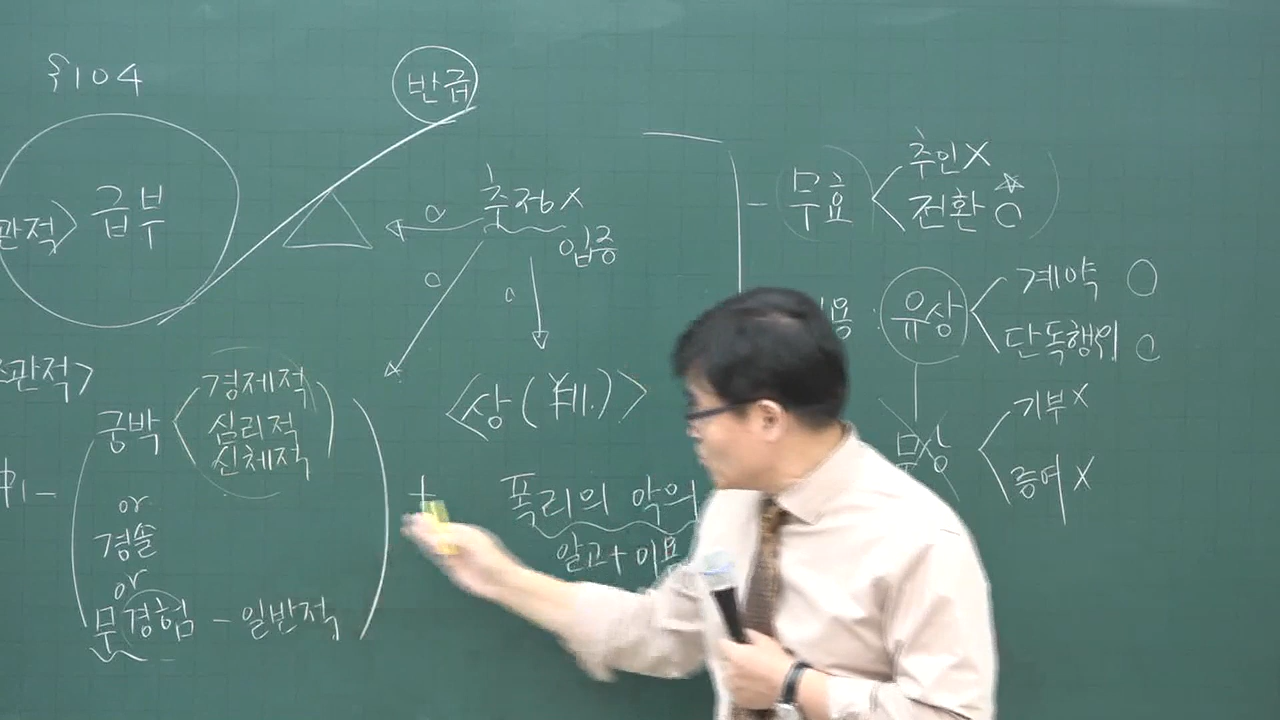 §104
반급
관적>
급부
추정X
입증
무효
추인X
전환 ○
용
유상
계약 ○
단독행위 ○
무상
기부X
증여X
관적>
궁박
경제적
심리적
신체적
or
경솔
or
무경험 - 일반적
+
폭리의 악의
알고+이용